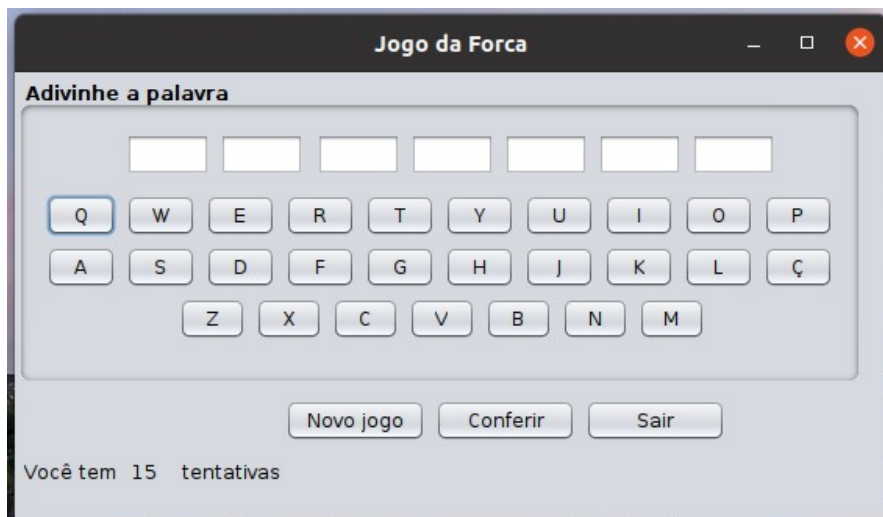 Jogo da Forca
Adivinhe a palavra
Q W E R T Y U I O P
A S D F G H J K L Ç
Z X C V B N M
Novo jogo Conferir Sair
Você tem 15 tentativas